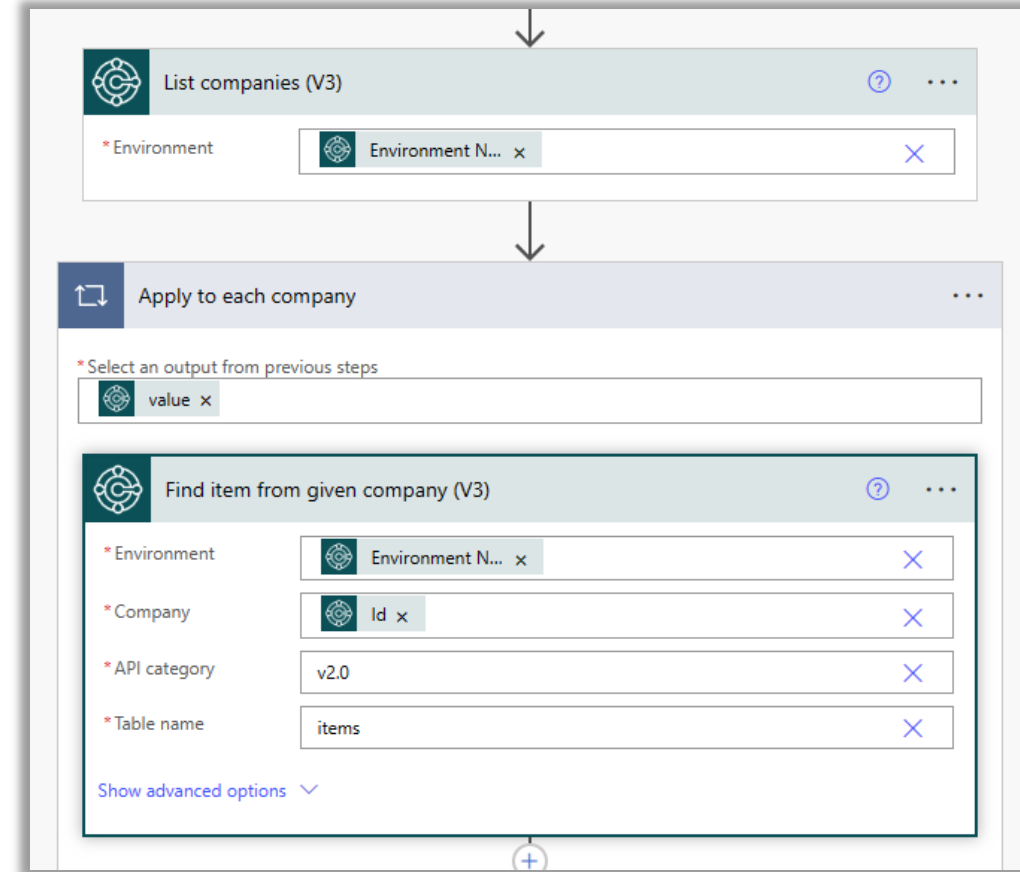 List companies (V3)
* Environment
Environment N...
Apply to each company
* Select an output from previous steps
value
Find item from given company (V3)
* Environment
Environment N...
* Company
Id
* API category
v2.0
* Table name
items
Show advanced options